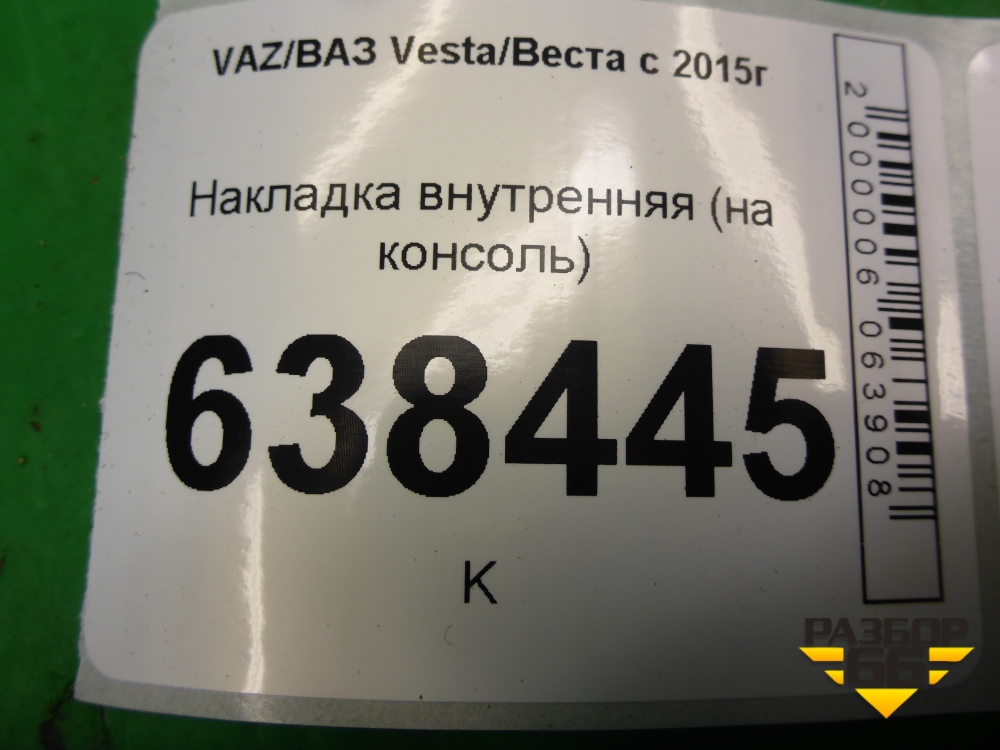 VAZ/ВАЗ Vesta/Веста с 2015г
Накладка внутренняя (на
консоль)
638445
К
2000006063908
РАЗБОР
66